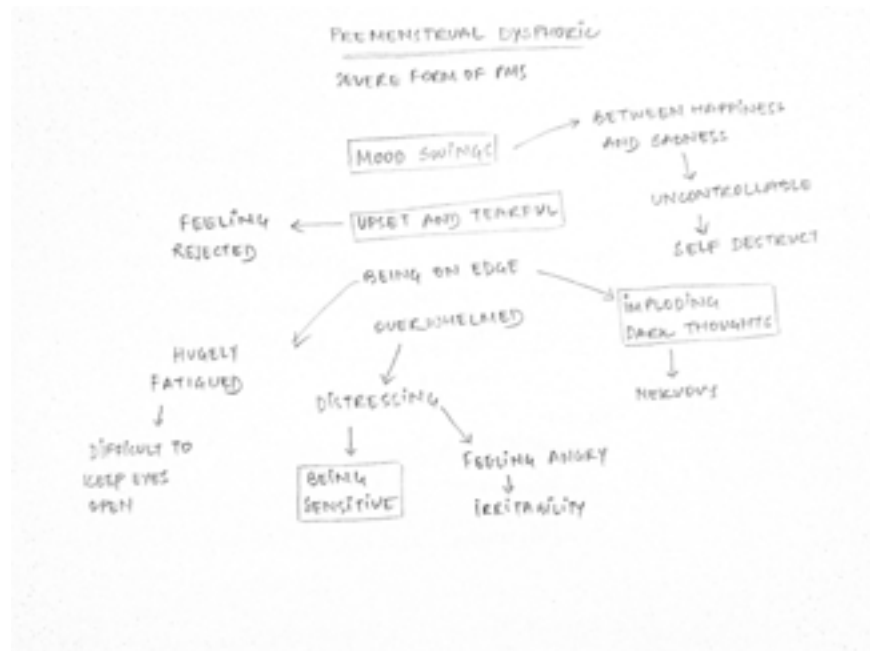 PREMENSTRUAL DYSPHORIC
SEVERE FORM OF PMS
MOOD SWINGS
BETWEEN HAPPINESS
AND SADNESS
UNCONTROLLABLE
SELF DESTRUCT
UPSET AND TEARFUL
FEELING
REJECTED
BEING ON EDGE
IMPLODING
DARK THOUGHTS
NERVOUS
OVERWHELMED
HUGELY
FATIGUED
DIFFICULT TO
KEEP EYES
OPEN
DISTRESSING
BEING
SENSITIVE
FEELING ANGRY
IRRITABILITY